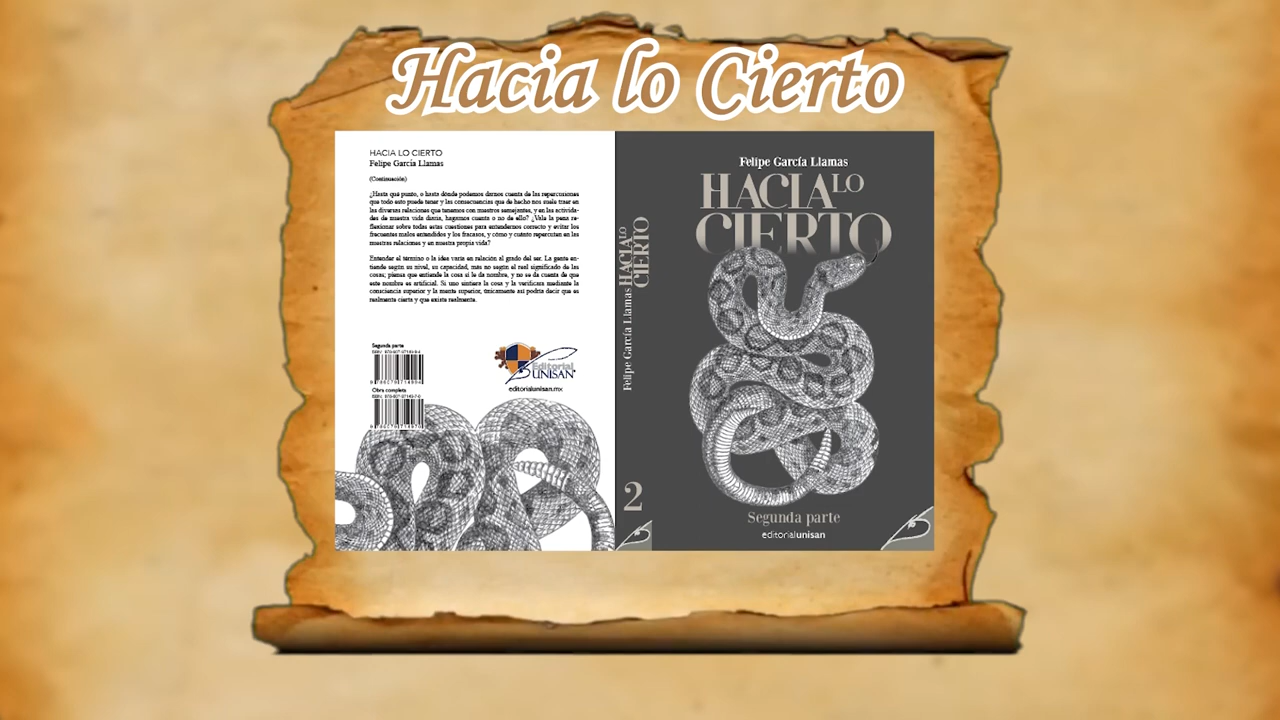 Hacia lo Cierto
HACIA LO CIERTO
Felipe García Llamas
(Continuación)
¿Hasta qué punto, o hasta dónde podemos darnos cuenta de las repercusiones
que todo esto puede tener y las consecuencias que de hecho nos suele traer en
las diversas relaciones que tenemos con nuestros semejantes, y en las activida-
des de nuestra vida diaria, hagamos cuenta o no de ello? ¿Vale la pena re-
flexionar sobre todas estas cuestiones para entendernos correcto y evitar los
frecuentes malos entendidos y los fracasos, y cómo y cuánto repercuten en las
nuestras relaciones y en nuestra propia vida?
Entender el término o la idea varía en relación al grado del ser. La gente en-
tiende según su nivel, su capacidad, más no según el real significado de las
cosas; piensa que entiende la cosa si le da nombre, y no se da cuenta de que
este nombre es artificial. Si uno sintiera la cosa y la verificara mediante la
consciencia superior y la mente superior, únicamente así podría decir que es
realmente cierta y que existe realmente.
Segunda parte
Obra completa
Editorial
UNISAN
editorialunisan.mx
Felipe García Llamas HACIA LO CIERTO
2
Felipe García Llamas
HACIA LO
CIERTO
Segunda parte
editorialunisan